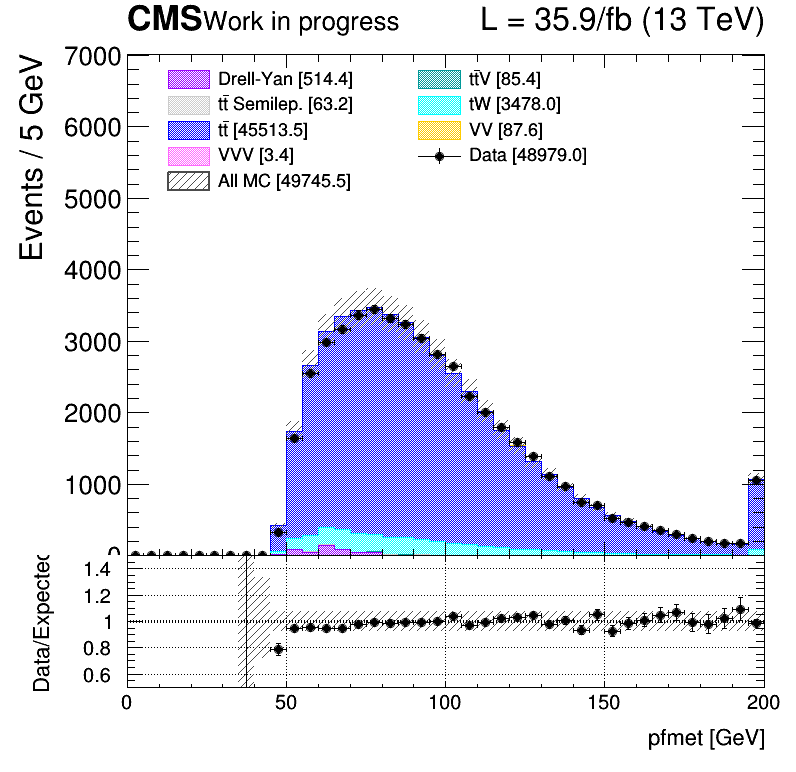 CMS Work in progress L = 35.9/fb (13 TeV)
7000
Drell-Yan [514.4] tt̄V [85.4]
tt̄ Semilep. [63.2] tW [3478.0]
6000 tt̄ [45513.5] VV [87.6]
VVV [3.4] Data [48979.0]
All MC [49745.5]
Events / 5 GeV
5000
4000
3000
2000
1000
0
Data/Expected
1.4
1.2
1
0.8
0.6
0 50 100 150 200
pfmet [GeV]